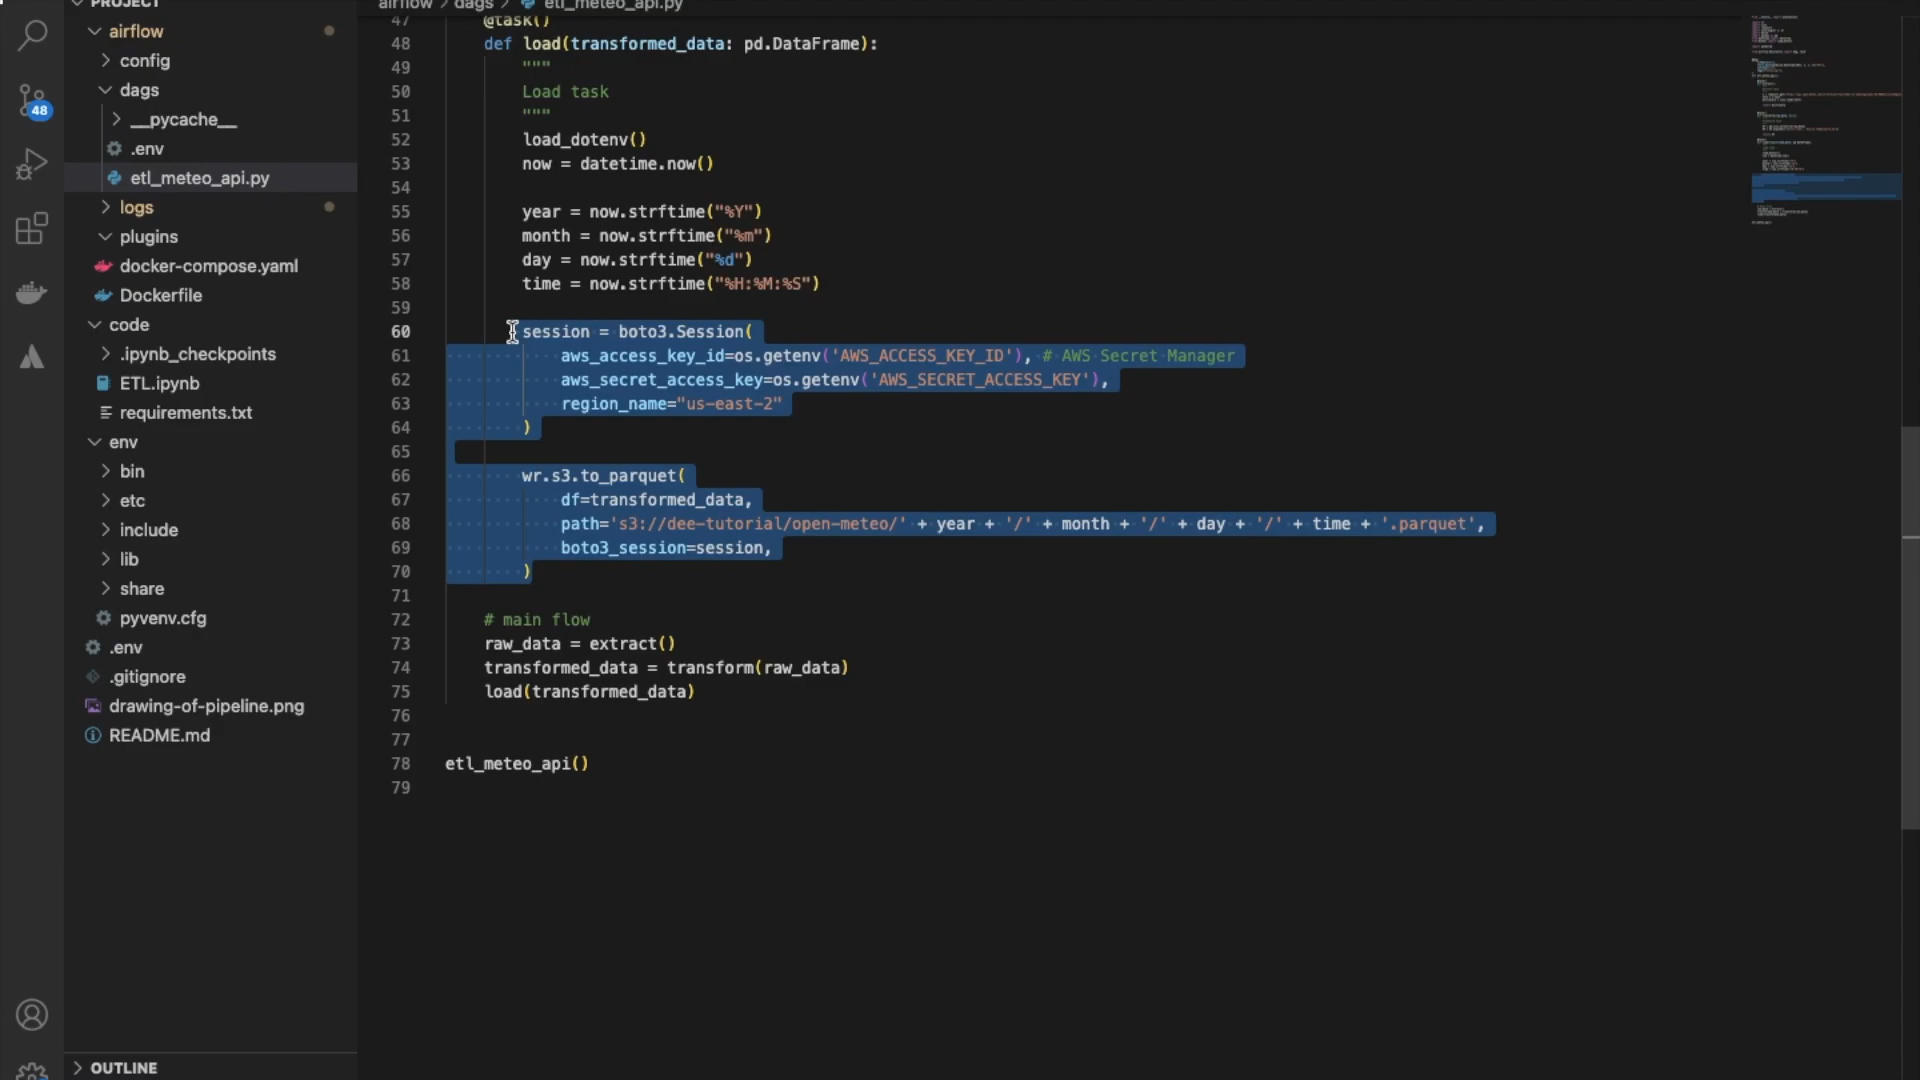 PROJECT
airflow
config
dags
__pycache__
.env
etl_meteo_api.py
logs
plugins
docker-compose.yaml
Dockerfile
code
.ipynb_checkpoints
ETL.ipynb
requirements.txt
env
bin
etc
include
lib
share
pyvenv.cfg
.env
.gitignore
drawing-of-pipeline.png
README.md
OUTLINE
48
airflow > dags > etl_meteo_api.py
47 @task()
48 def load(transformed_data: pd.DataFrame):
49 """
50 Load task
51 """
52 load_dotenv()
53 now = datetime.now()
54
55 year = now.strftime("%Y")
56 month = now.strftime("%m")
57 day = now.strftime("%d")
58 time = now.strftime("%H:%M:%S")
59
60 session = boto3.Session(
61 aws_access_key_id=os.getenv('AWS_ACCESS_KEY_ID'), # AWS Secret Manager
62 aws_secret_access_key=os.getenv('AWS_SECRET_ACCESS_KEY'),
63 region_name="us-east-2"
64 )
65
66 wr.s3.to_parquet(
67 df=transformed_data,
68 path='s3://dee-tutorial/open-meteo/' + year + '/' + month + '/' + day + '/' + time + '.parquet',
69 boto3_session=session,
70 )
71
72 # main flow
73 raw_data = extract()
74 transformed_data = transform(raw_data)
75 load(transformed_data)
76
77
78 etl_meteo_api()
79